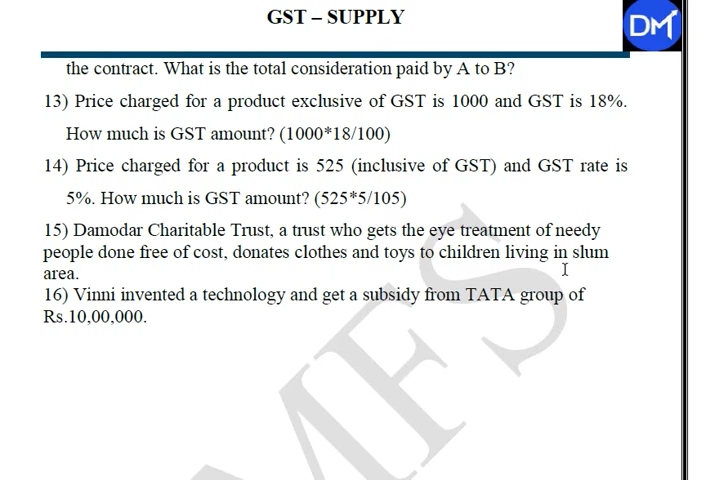 GST – SUPPLY
DM
the contract. What is the total consideration paid by A to B?
13) Price charged for a product exclusive of GST is 1000 and GST is 18%.
How much is GST amount? (1000*18/100)
14) Price charged for a product is 525 (inclusive of GST) and GST rate is
5%. How much is GST amount? (525*5/105)
15) Damodar Charitable Trust, a trust who gets the eye treatment of needy
people done free of cost, donates clothes and toys to children living in slum
area.
16) Vinni invented a technology and get a subsidy from TATA group of
Rs.10,00,000.
MFS